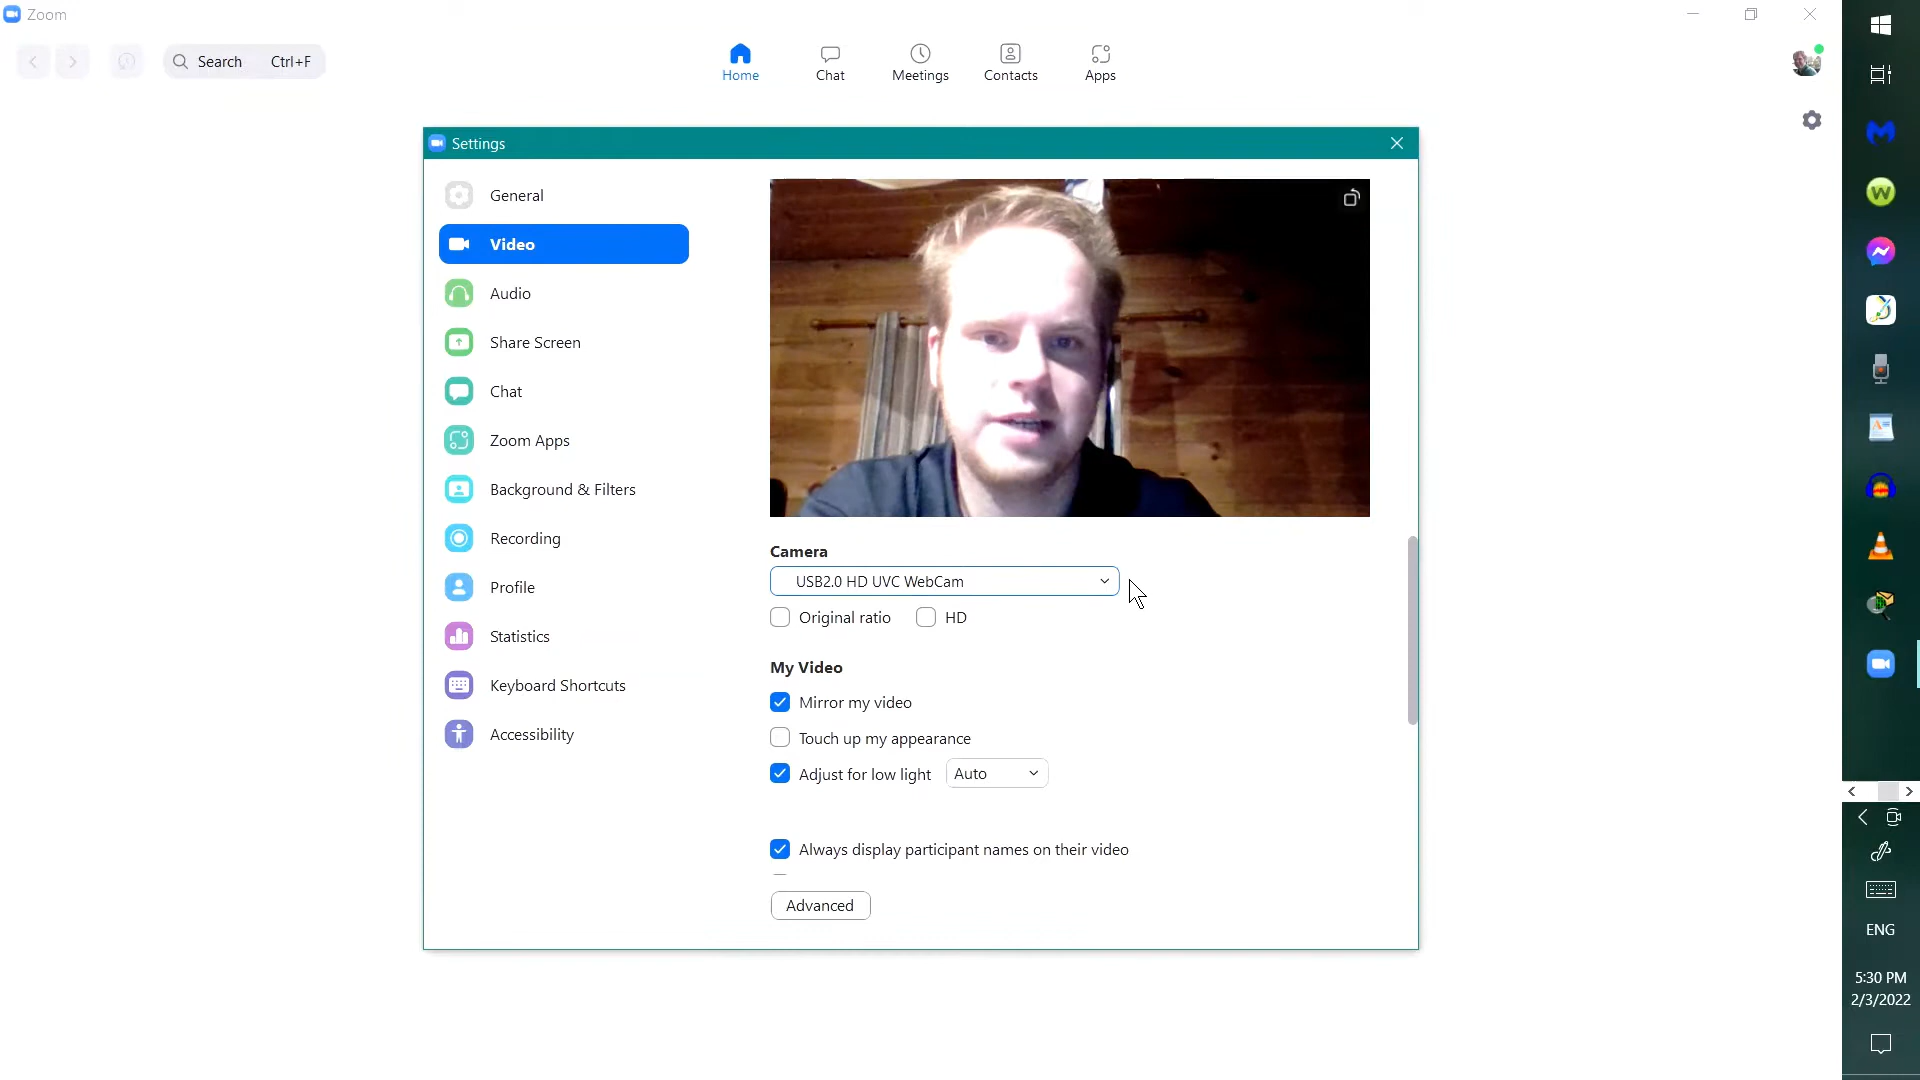 Zoom
Search Ctrl+F
Home
Chat
Meetings
Contacts
Apps
Settings
General
Video
Audio
Share Screen
Chat
Zoom Apps
Background & Filters
Recording
Profile
Statistics
Keyboard Shortcuts
Accessibility
Camera
USB2.0 HD UVC WebCam
Original ratio HD
My Video
Mirror my video
Touch up my appearance
Adjust for low light Auto
Always display participant names on their video
Advanced
W
ENG
5:30 PM
2/3/2022